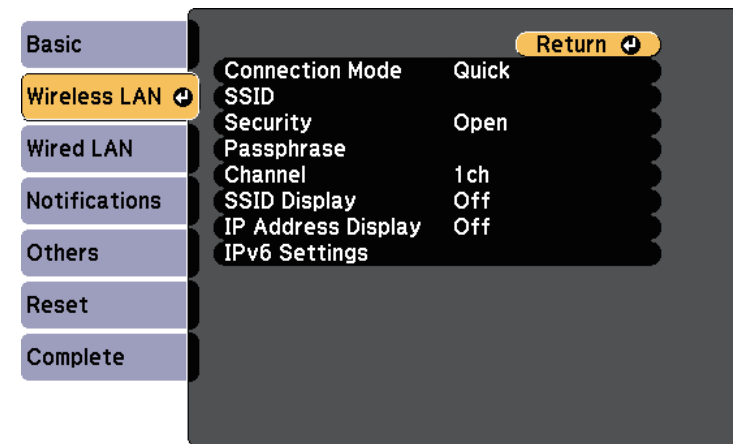 Basic
Wireless LAN
Wired LAN
Notifications
Others
Reset
Complete
Return
Connection Mode Quick
SSID
Security Open
Passphrase
Channel 1ch
SSID Display Off
IP Address Display Off
IPv6 Settings